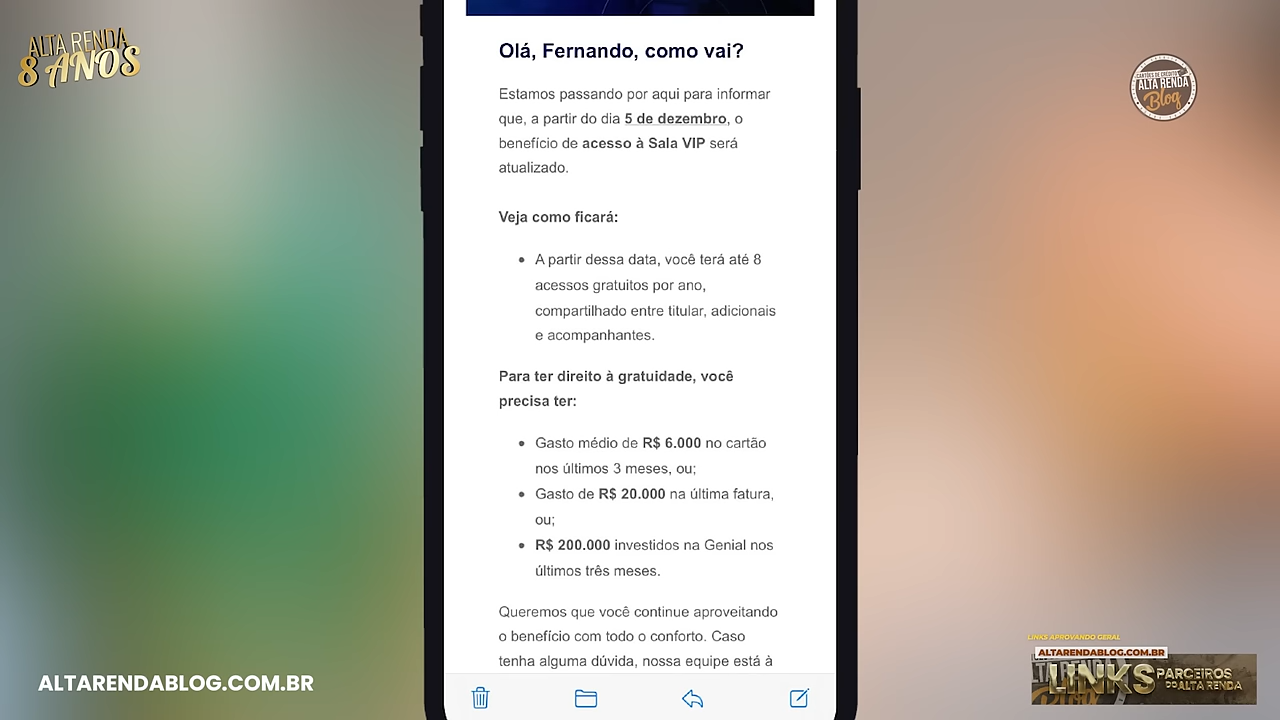 ALTA RENDA
8 ANOS
CARTÕES DE CRÉDITO
ALTA RENDA
Blog
Olá, Fernando, como vai?
Estamos passando por aqui para informar
que, a partir do dia 5 de dezembro, o
benefício de acesso à Sala VIP será
atualizado.
Veja como ficará:
• A partir dessa data, você terá até 8
acessos gratuitos por ano,
compartilhado entre titular, adicionais
e acompanhantes.
Para ter direito à gratuidade, você
precisa ter:
• Gasto médio de R$ 6.000 no cartão
nos últimos 3 meses, ou;
• Gasto de R$ 20.000 na última fatura,
ou;
• R$ 200.000 investidos na Genial nos
últimos três meses.
Queremos que você continue aproveitando
o benefício com todo o conforto. Caso
tenha alguma dúvida, nossa equipe está à
ALTARENDABLOG.COM.BR
LINKS APROVANDO GERAL
ALTARENDABLOG.COM.BR
LINKS PARCEIROS
DO ALTA RENDA